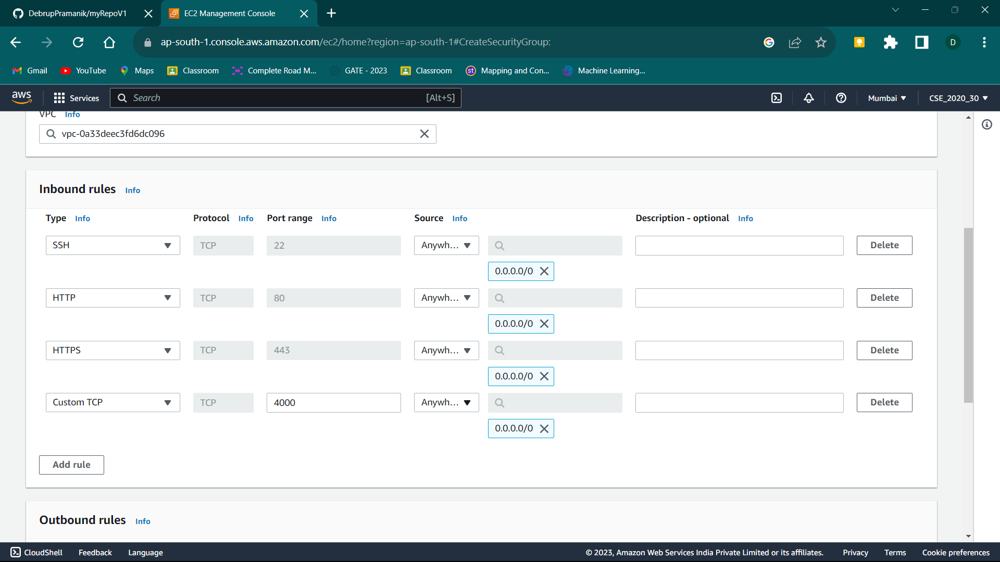 DebrupPramanik/myRepoV1
EC2 Management Console
ap-south-1.console.aws.amazon.com/ec2/home?region=ap-south-1#CreateSecurityGroup:
D
Gmail YouTube Maps Classroom Complete Road M... GATE - 2023 Classroom st Mapping and Con... Machine Learning...
aws Services Search [Alt+S] Mumbai CSE_2020_30
VPC Info
vpc-0a33deec3fd6dc096
Inbound rules Info
Type Info Protocol Info Port range Info Source Info Description - optional Info
SSH TCP 22 Anywh... Delete
0.0.0.0/0
HTTP TCP 80 Anywh... Delete
0.0.0.0/0
HTTPS TCP 443 Anywh... Delete
0.0.0.0/0
Custom TCP TCP 4000 Anywh... Delete
0.0.0.0/0
Add rule
Outbound rules Info
CloudShell Feedback Language © 2023, Amazon Web Services India Private Limited or its affiliates. Privacy Terms Cookie preferences